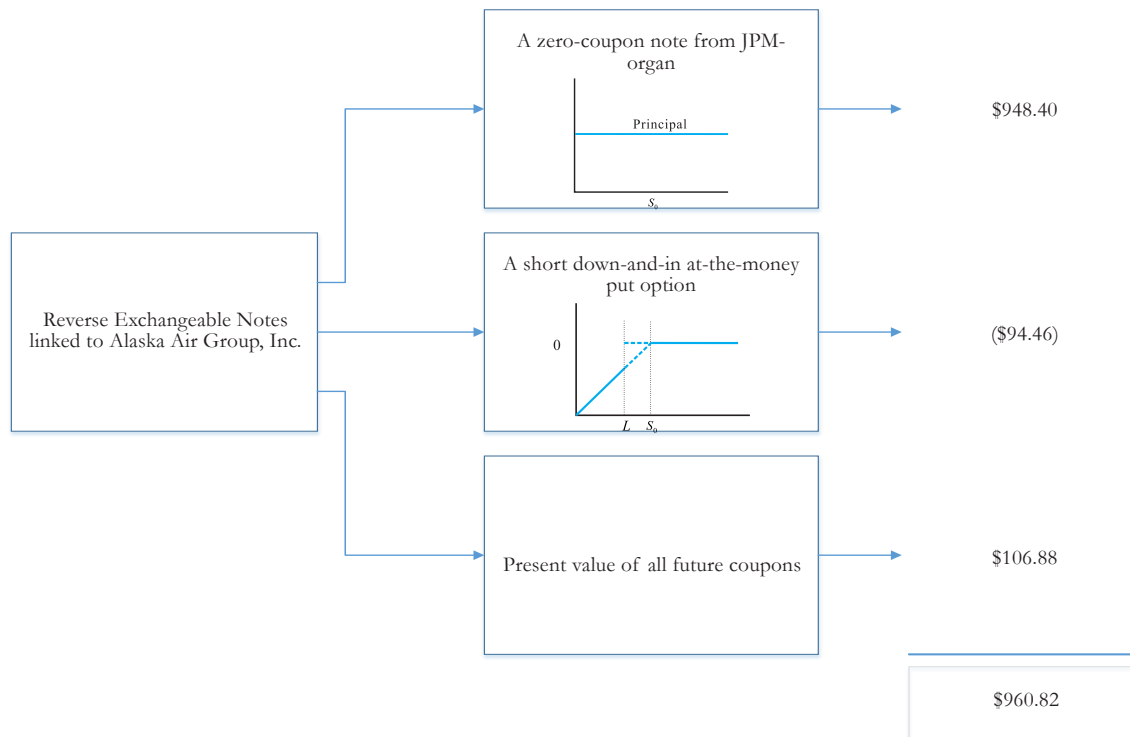 A zero-coupon note from JPM-
organ
Principal
S₀
$948.40
Reverse Exchangeable Notes
linked to Alaska Air Group, Inc.
A short down-and-in at-the-money
put option
0
L S₀
($94.46)
Present value of all future coupons
$106.88
$960.82